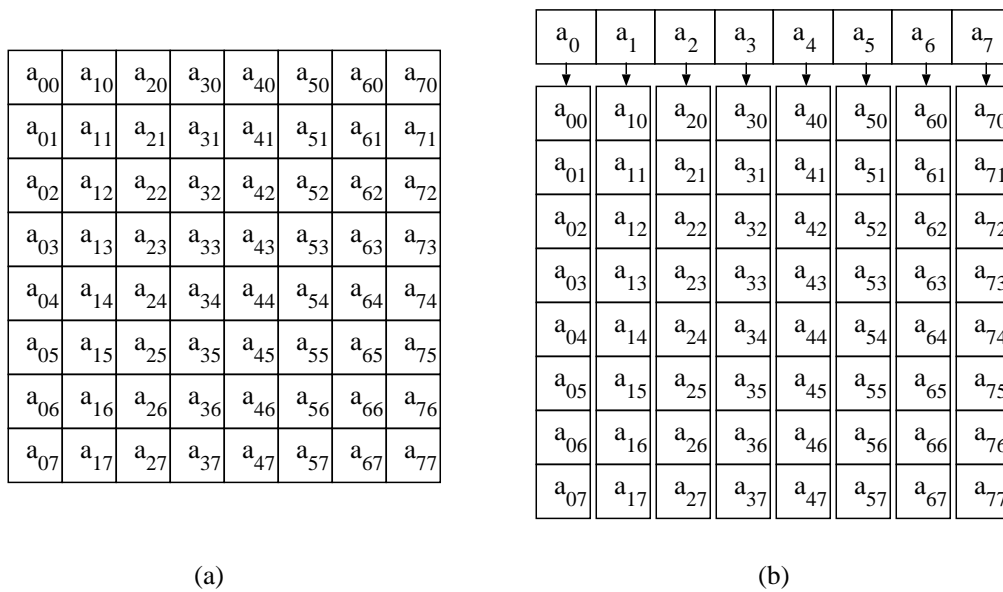 a00 a10 a20 a30 a40 a50 a60 a70
a01 a11 a21 a31 a41 a51 a61 a71
a02 a12 a22 a32 a42 a52 a62 a72
a03 a13 a23 a33 a43 a53 a63 a73
a04 a14 a24 a34 a44 a54 a64 a74
a05 a15 a25 a35 a45 a55 a65 a75
a06 a16 a26 a36 a46 a56 a66 a76
a07 a17 a27 a37 a47 a57 a67 a77
(a)
a0 a1 a2 a3 a4 a5 a6 a7
a00 a10 a20 a30 a40 a50 a60 a70
a01 a11 a21 a31 a41 a51 a61 a71
a02 a12 a22 a32 a42 a52 a62 a72
a03 a13 a23 a33 a43 a53 a63 a73
a04 a14 a24 a34 a44 a54 a64 a74
a05 a15 a25 a35 a45 a55 a65 a75
a06 a16 a26 a36 a46 a56 a66 a76
a07 a17 a27 a37 a47 a57 a67 a77
(b)